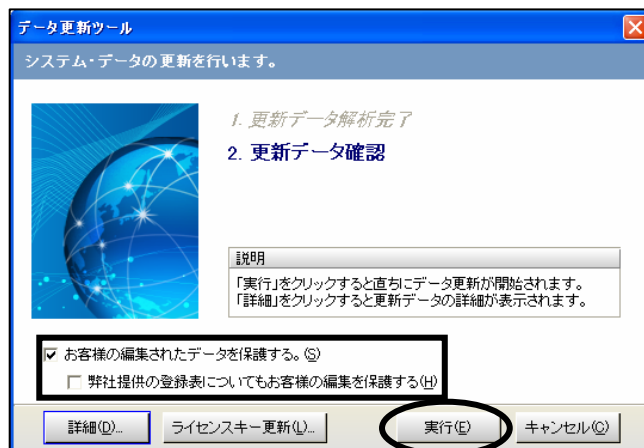 データ更新ツール
システム・データの更新を行います。
1. 更新データ解析完了
2. 更新データ確認
説明
「実行」をクリックすると直ちにデータ更新が開始されます。
「詳細」をクリックすると更新データの詳細が表示されます。
お客様の編集されたデータを保護する。(S)
弊社提供の登録表についてもお客様の編集を保護する(H)
詳細(D)... ライセンスキー更新(L)... 実行(E) キャンセル(C)